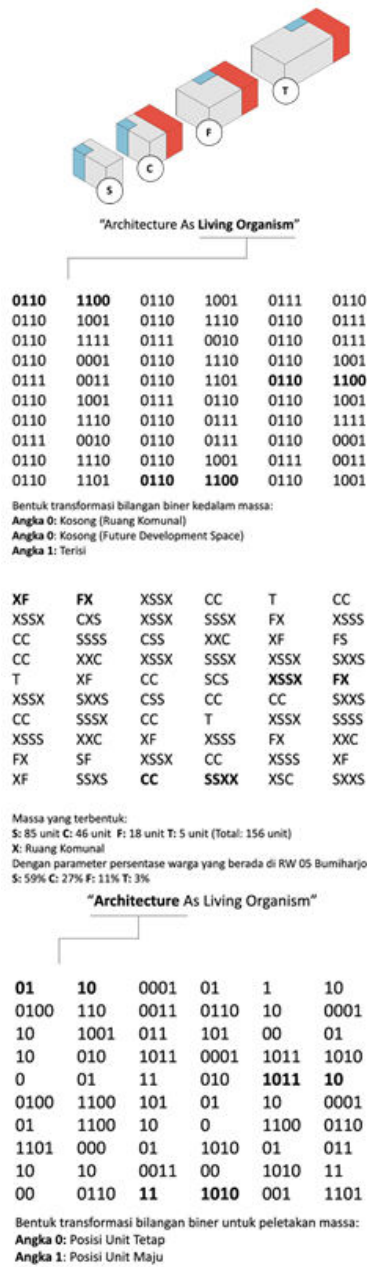 S
C
F
T
"Architecture As Living Organism"
0110 1100 0110 1001 0111 0110
0110 1001 0110 1110 0110 0111
0110 1111 0111 0010 0110 0111
0110 0001 0110 1110 0110 1001
0111 0011 0110 1101 0110 1100
0110 1001 0111 0110 0110 1001
0110 1110 0110 0111 0110 1111
0111 0010 0110 0111 0110 0001
0110 1110 0110 1001 0111 0011
0110 1101 0110 1100 0110 1001
Bentuk transformasi bilangan biner kedalam massa:
Angka 0: Kosong (Ruang Komunal)
Angka 0: Kosong (Future Development Space)
Angka 1: Terisi
XF FX XSSX CC T CC
XSSX CXS XSSX SSSX FX XSSS
CC SSSS CSS XXC XF FS
CC XXC XSSX SSSX XSSX SXXS
T XF CC SCS XSSX FX
XSSX SXXS CSS CC CC SXXS
CC SSSX CC T XSSX SSSS
XSSS XXC XF XSSS FX XXC
FX SF XSSX CC XSSS XF
XF SSXS CC SSXX XSC SXXS
Massa yang terbentuk:
S: 85 unit C: 46 unit F: 18 unit T: 5 unit (Total: 156 unit)
X: Ruang Komunal
Dengan parameter persentase warga yang berada di RW 05 Bumiharjo
S: 59% C: 27% F: 11% T: 3%
"Architecture As Living Organism"
01 10 0001 01 1 10
0100 110 0011 0110 10 0001
10 1001 011 101 00 01
10 010 1011 0001 1011 1010
0 01 11 010 1011 10
0100 1100 101 01 10 0001
01 1100 10 0 1100 0110
1101 000 01 1010 01 011
10 10 0011 00 1010 11
00 0110 11 1010 001 1101
Bentuk transformasi bilangan biner untuk peletakan massa:
Angka 0: Posisi Unit Tetap
Angka 1: Posisi Unit Maju